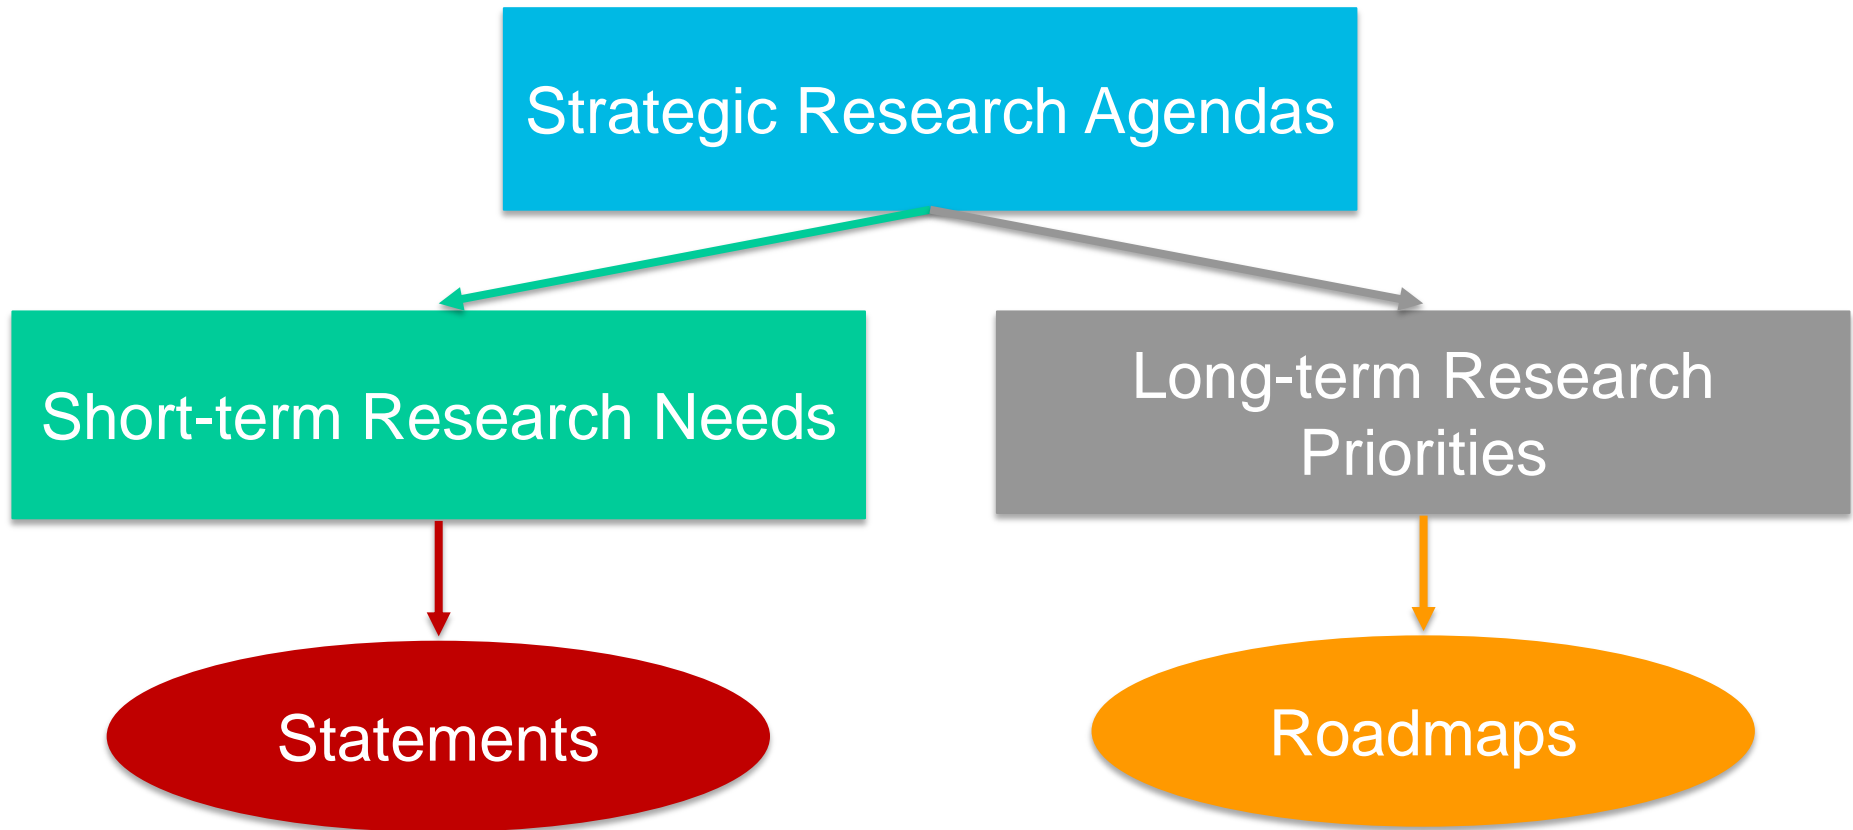 Strategic Research Agendas
Short-term Research Needs
Long-term Research
Priorities
Statements
Roadmaps